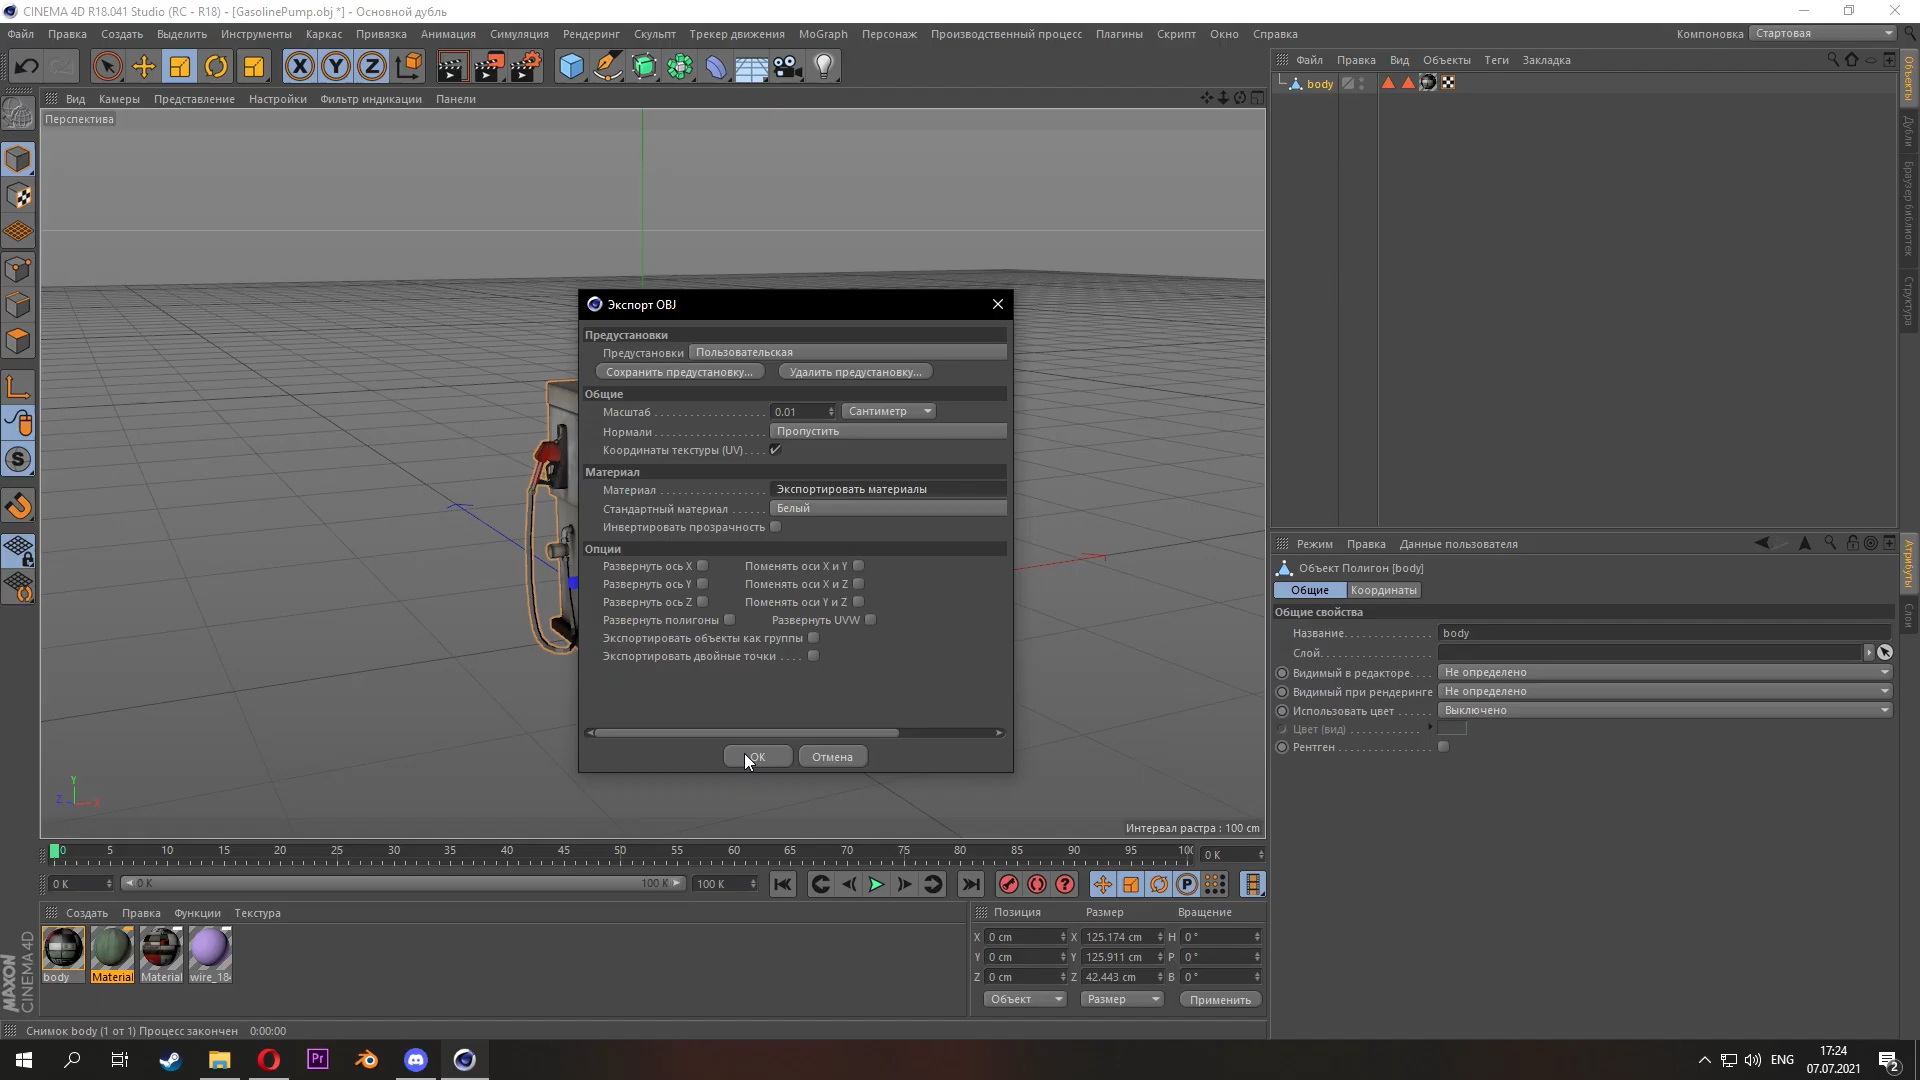 CINEMA 4D R18.041 Studio (RC - R18) - [GasolinePump.obj *] - Основной дубль
Файл Правка Создать Выделить Инструменты Каркас Привязка Анимация Симуляция Рендеринг Скульпт Трекер движения MoGraph Персонаж Производственный процесс Плагины Скрипт Окно Справка Компоновка Стартовая
X Y Z
Вид Камеры Представление Настройки Фильтр индикации Панели
Перспектива
Файл Правка Вид Объекты Теги Закладка
body
Объекты
Дубли
Браузер библиотек
Структура
Экспорт OBJ
Предустановки
Предустановки Пользовательская
Сохранить предустановку... Удалить предустановку...
Общие
Масштаб 0.01 Сантиметр
Нормали Пропустить
Координаты текстуры (UV)
Материал
Материал Экспортировать материалы
Стандартный материал Белый
Инвертировать прозрачность
Опции
Развернуть ось X Поменять оси X и Y
Развернуть ось Y Поменять оси X и Z
Развернуть ось Z Поменять оси Y и Z
Развернуть полигоны Развернуть UVW
Экспортировать объекты как группы
Экспортировать двойные точки
OK Отмена
Режим Правка Данные пользователя
Объект Полигон [body]
Общие Координаты
Общие свойства
Название body
Слой
Видимый в редакторе Не определено
Видимый при рендеринге Не определено
Использовать цвет Выключено
Цвет (вид)
Рентген
Атрибуты
Слои
S
Y
Z X
Интервал растра : 100 cm
0 5 10 15 20 25 30 35 40 45 50 55 60 65 70 75 80 85 90 95 100 0 K
0 K 0 K 100 K 100 K P
Создать Правка Функции Текстура
body Material Material wire_18
Позиция Размер Вращение
X 0 cm X 125.174 cm H 0 °
Y 0 cm Y 125.911 cm P 0 °
Z 0 cm Z 42.443 cm B 0 °
Объект Размер Применить
MAXON
CINEMA 4D
Снимок body (1 от 1) Процесс закончен 0:00:00
Pr
ENG
17:24
07.07.2021
2